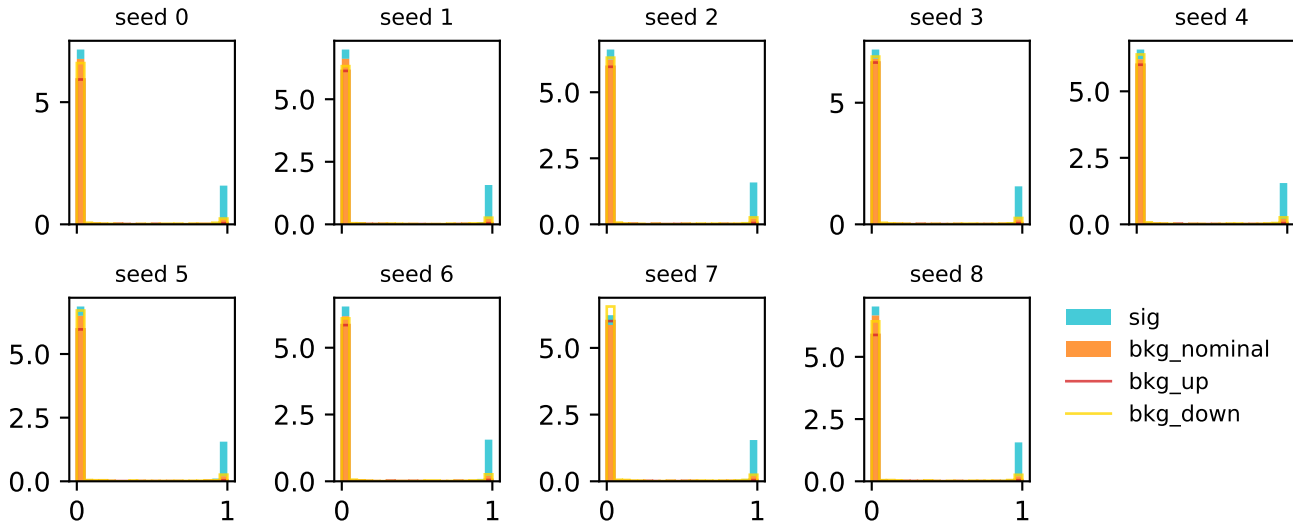 seed 0 seed 1 seed 2 seed 3 seed 4
5 5.0 5.0 5 5.0
2.5 2.5 2.5
0 0.0 0.0 0 0.0
seed 5 seed 6 seed 7 seed 8
5.0 5.0 5.0 5.0
2.5 2.5 2.5 2.5
0.0 0.0 0.0 0.0
0 1 0 1 0 1 0 1
sig
bkg_nominal
bkg_up
bkg_down